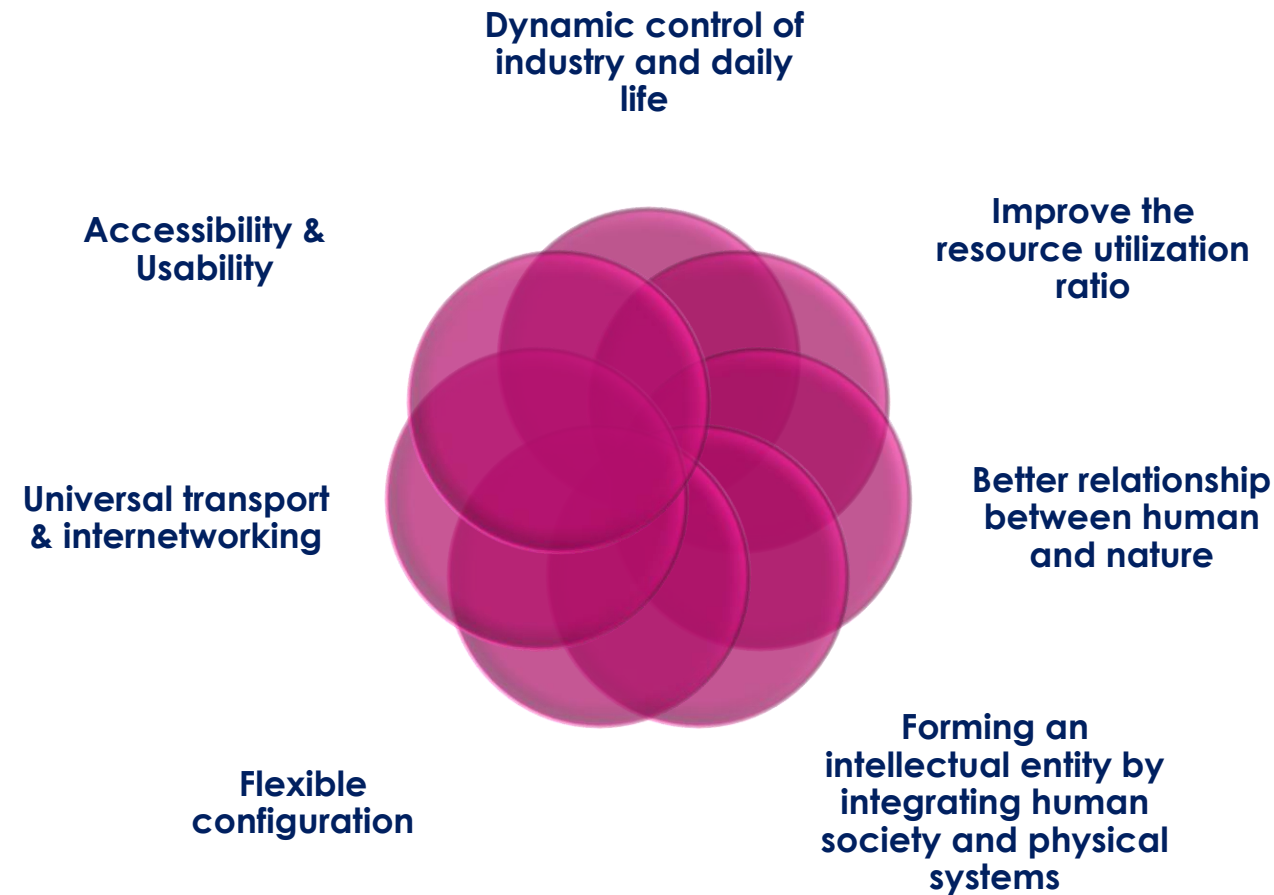 Dynamic control of
industry and daily
life
Improve the
resource utilization
ratio
Better relationship
between human
and nature
Forming an
intellectual entity by
integrating human
society and physical
systems
Flexible
configuration
Universal transport
& internetworking
Accessibility &
Usability